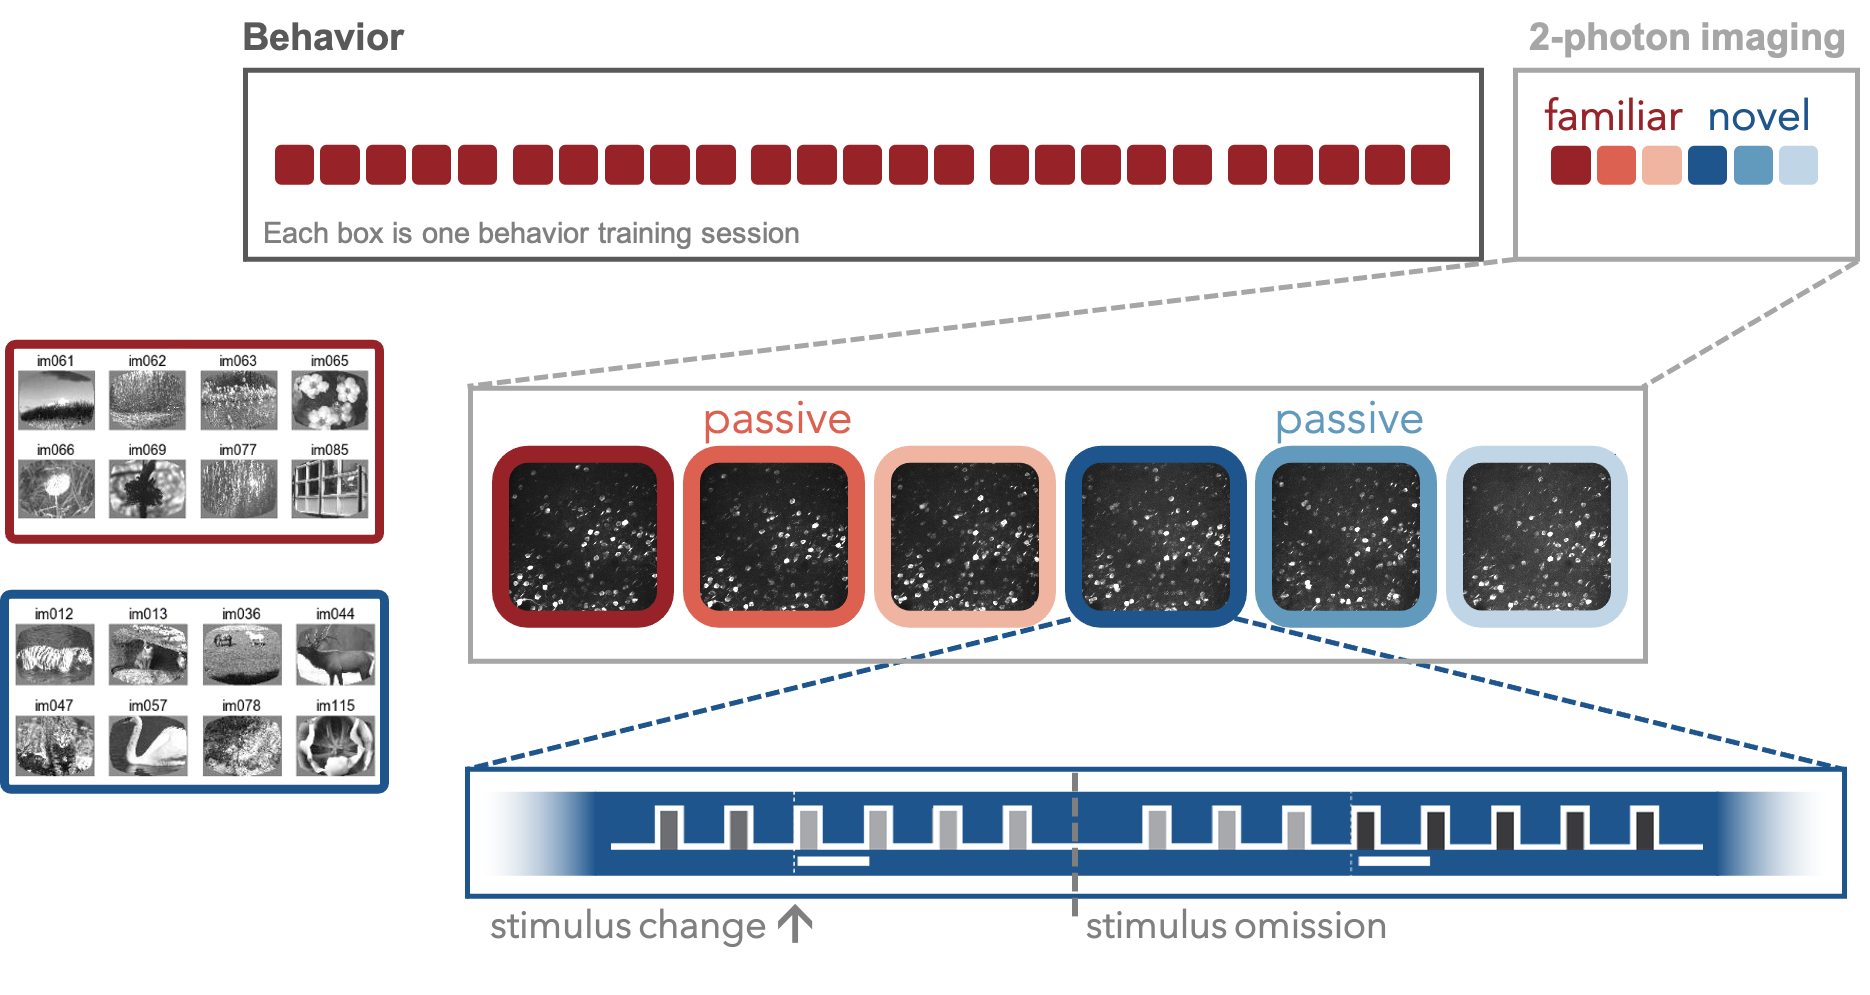 Behavior
2-photon imaging
familiar novel
Each box is one behavior training session
im061 im062 im063 im065
im066 im069 im077 im085
passive passive
im012 im013 im036 im044
im047 im057 im078 im115
stimulus change
stimulus omission